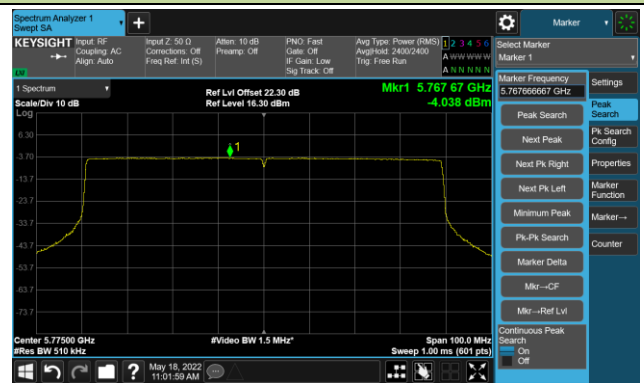 Spectrum Analyzer 1
Swept SA
+
Marker
KEYSIGHT
Input: RF
Coupling: AC
Align: Auto
Input Z: 50 Ω
Corrections: Off
Freq Ref: Int (S)
Atten: 10 dB
Preamp: Off
PNO: Fast
Gate: Off
IF Gain: Low
Sig Track: Off
Avg Type: Power (RMS)
Avg|Hold: 2400/2400
Trig: Free Run
1 2 3 4 5 6
A W W W W W
A N N N N N
LU
Select Marker
Marker 1
1 Spectrum
Scale/Div 10 dB
Log
Ref Lvl Offset 22.30 dB
Ref Level 16.30 dBm
Mkr1 5.767 67 GHz
-4.038 dBm
1
6.30
-3.70
-13.7
-23.7
-33.7
-43.7
-53.7
-63.7
-73.7
Center 5.77500 GHz
#Res BW 510 kHz
#Video BW 1.5 MHz*
Span 100.0 MHz
Sweep 1.00 ms (601 pts)
Marker Frequency
5.767666667 GHz
Peak Search
Next Peak
Next Pk Right
Next Pk Left
Minimum Peak
Pk-Pk Search
Marker Delta
Mkr→CF
Mkr→Ref Lvl
Continuous Peak
Search
On
Off
Settings
Peak
Search
Pk Search
Config
Properties
Marker
Function
Marker→
Counter
?
May 18, 2022
11:01:59 AM